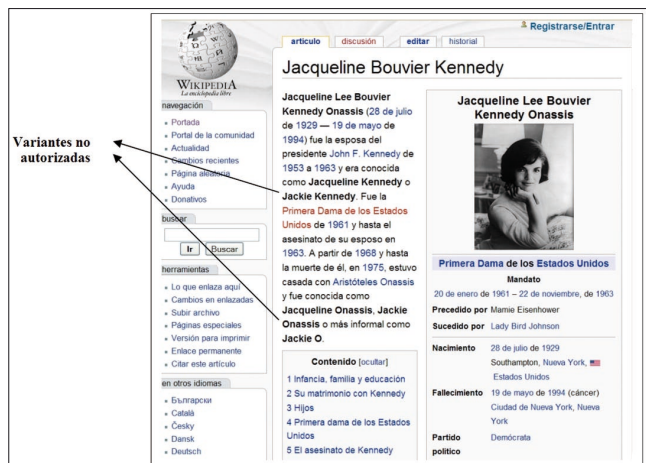 Variantes no
autorizadas
WIKIPEDIA
La enciclopedia libre
navegación
Portada
Portal de la comunidad
Actualidad
Cambios recientes
Página aleatoria
Ayuda
Donativos
buscar
Ir
Buscar
herramientas
Lo que enlaza aquí
Cambios en enlazadas
Subir archivo
Páginas especiales
Versión para imprimir
Enlace permanente
Citar este artículo
en otros idiomas
Български
Català
Česky
Dansk
Deutsch
Registrarse/Entrar
artículo
discusión
editar
historial
Jacqueline Bouvier Kennedy
Jacqueline Lee Bouvier
Kennedy Onassis (28 de julio
de 1929 — 19 de mayo de
1994) fue la esposa del
presidente John F. Kennedy de
1953 a 1963 y era conocida
como Jacqueline Kennedy o
Jackie Kennedy. Fue la
Primera Dama de los Estados
Unidos de 1961 y hasta el
asesinato de su esposo en
1963. A partir de 1968 y hasta
la muerte de él, en 1975, estuvo
casada con Aristóteles Onassis
y fue conocida como
Jacqueline Onassis, Jackie
Onassis o más informal como
Jackie O.
Contenido [ocultar]
1 Infancia, familia y educación
2 Su matrimonio con Kennedy
3 Hijos
4 Primera dama de los Estados
Unidos
5 El asesinato de Kennedy
Jacqueline Lee Bouvier
Kennedy Onassis
Primera Dama de los Estados Unidos
Mandato
20 de enero de 1961 – 22 de noviembre, de 1963
Precedido por Mamie Eisenhower
Sucedido por Lady Bird Johnson
Nacimiento 28 de julio de 1929
Southampton, Nueva York,
Estados Unidos
Fallecimiento 19 de mayo de 1994 (cáncer)
Ciudad de Nueva York, Nueva
York
Partido Demócrata
político